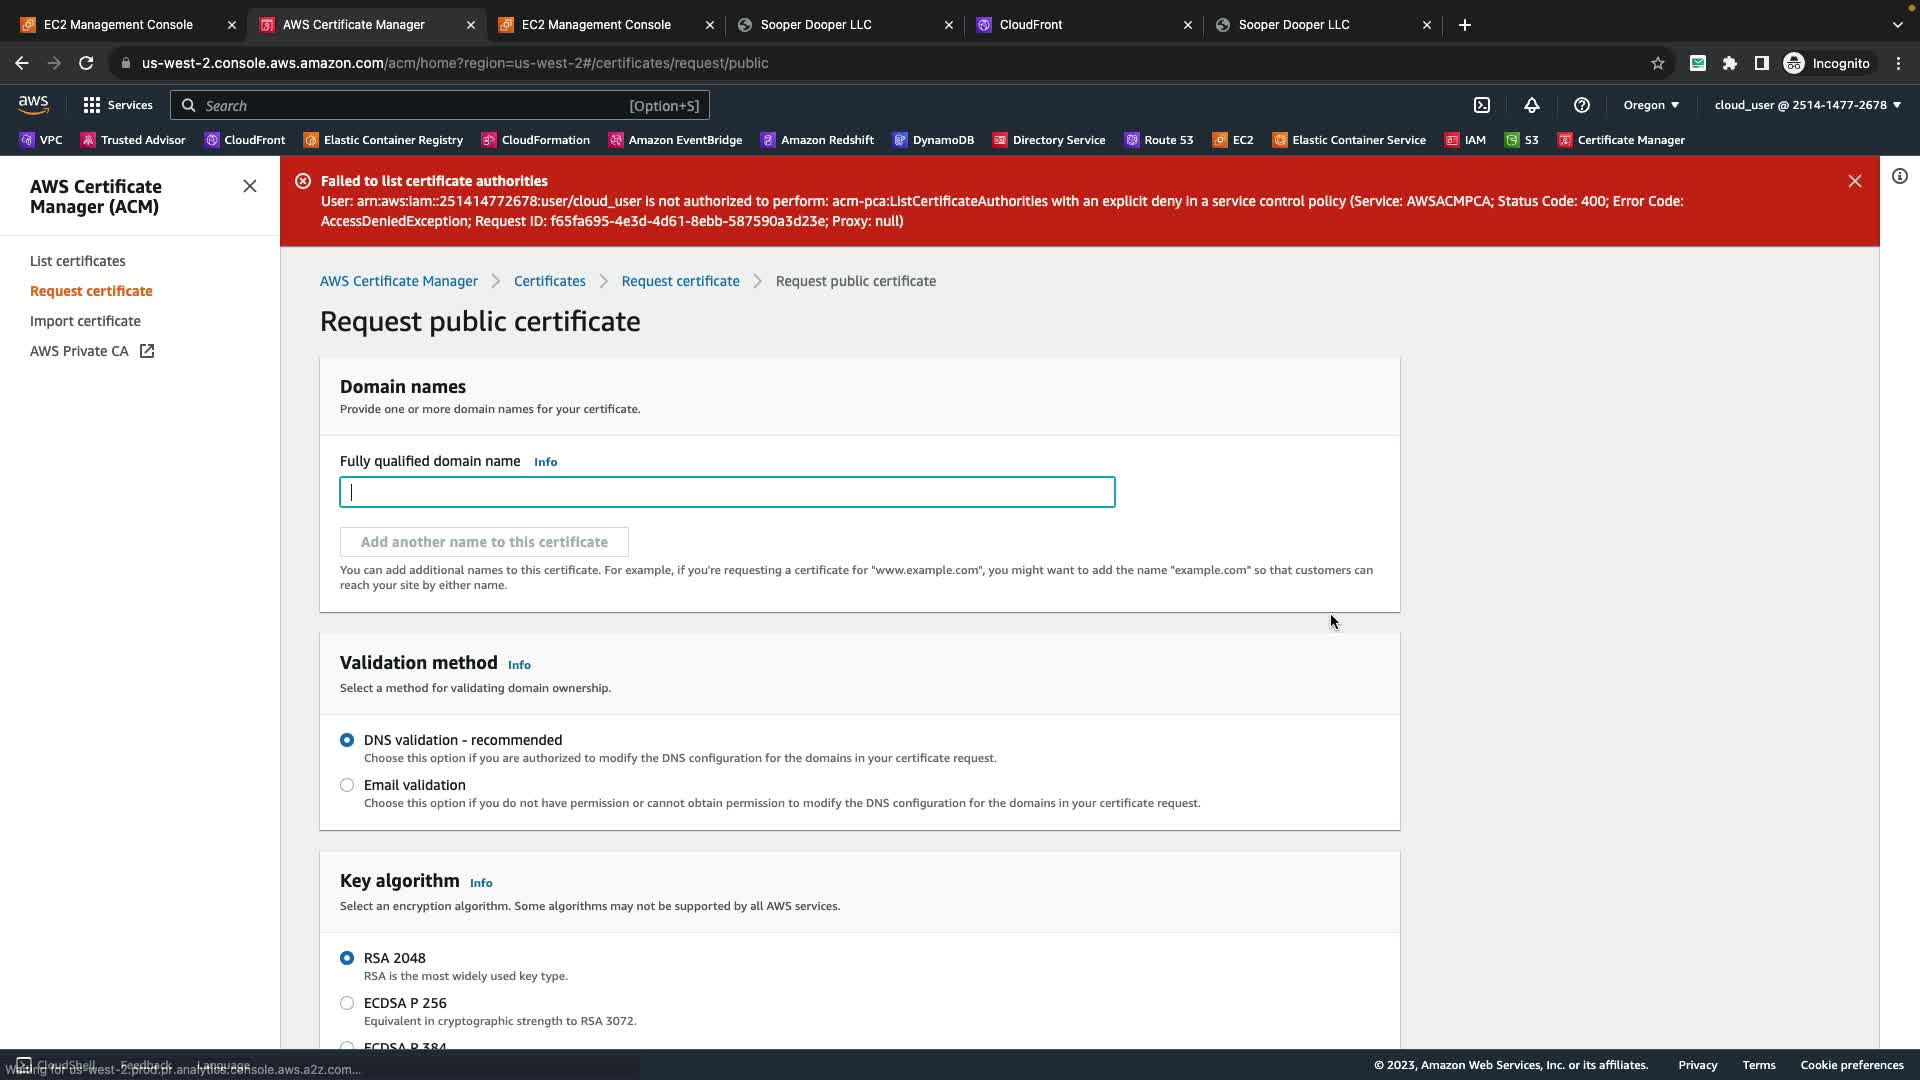 EC2 Management Console
AWS Certificate Manager
EC2 Management Console
Sooper Dooper LLC
CloudFront
Sooper Dooper LLC
us-west-2.console.aws.amazon.com/acm/home?region=us-west-2#/certificates/request/public
Incognito
aws
Services
Search
[Option+S]
Oregon
cloud_user @ 2514-1477-2678
VPC
Trusted Advisor
CloudFront
Elastic Container Registry
CloudFormation
Amazon EventBridge
Amazon Redshift
DynamoDB
Directory Service
Route 53
EC2
Elastic Container Service
IAM
S3
Certificate Manager
AWS Certificate
Manager (ACM)
List certificates
Request certificate
Import certificate
AWS Private CA
Failed to list certificate authorities
User: arn:aws:iam::251414772678:user/cloud_user is not authorized to perform: acm-pca:ListCertificateAuthorities with an explicit deny in a service control policy (Service: AWSACMPCA; Status Code: 400; Error Code:
AccessDeniedException; Request ID: f65fa695-4e3d-4d61-8ebb-587590a3d23e; Proxy: null)
AWS Certificate Manager
Certificates
Request certificate
Request public certificate
Request public certificate
Domain names
Provide one or more domain names for your certificate.
Fully qualified domain name Info
Add another name to this certificate
You can add additional names to this certificate. For example, if you're requesting a certificate for "www.example.com", you might want to add the name "example.com" so that customers can
reach your site by either name.
Validation method Info
Select a method for validating domain ownership.
DNS validation - recommended
Choose this option if you are authorized to modify the DNS configuration for the domains in your certificate request.
Email validation
Choose this option if you do not have permission or cannot obtain permission to modify the DNS configuration for the domains in your certificate request.
Key algorithm Info
Select an encryption algorithm. Some algorithms may not be supported by all AWS services.
RSA 2048
RSA is the most widely used key type.
ECDSA P 256
Equivalent in cryptographic strength to RSA 3072.
ECDSA P 384
CloudShell
Feedback
Language
Waiting for us-west-2.prod.pr.analytics.console.aws.a2z.com...
© 2023, Amazon Web Services, Inc. or its affiliates.
Privacy
Terms
Cookie preferences